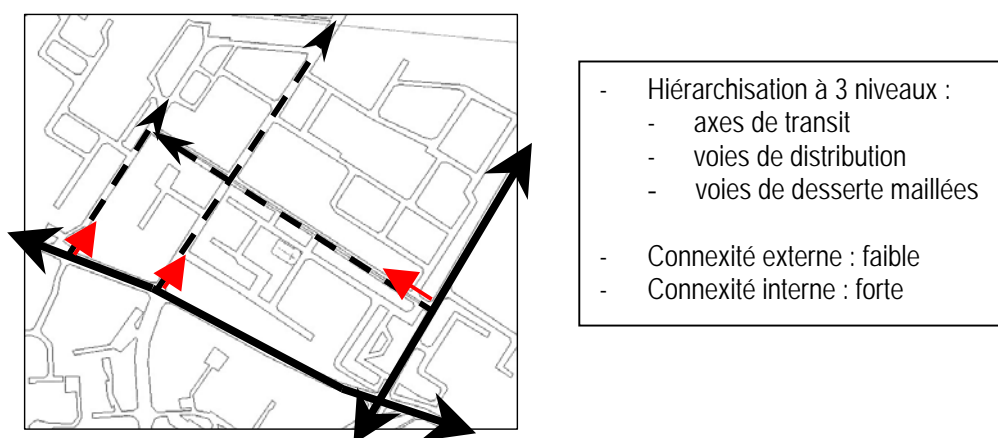 - Hiérarchisation à 3 niveaux :
- axes de transit
- voies de distribution
- voies de desserte maillées
- Connexité externe : faible
- Connexité interne : forte